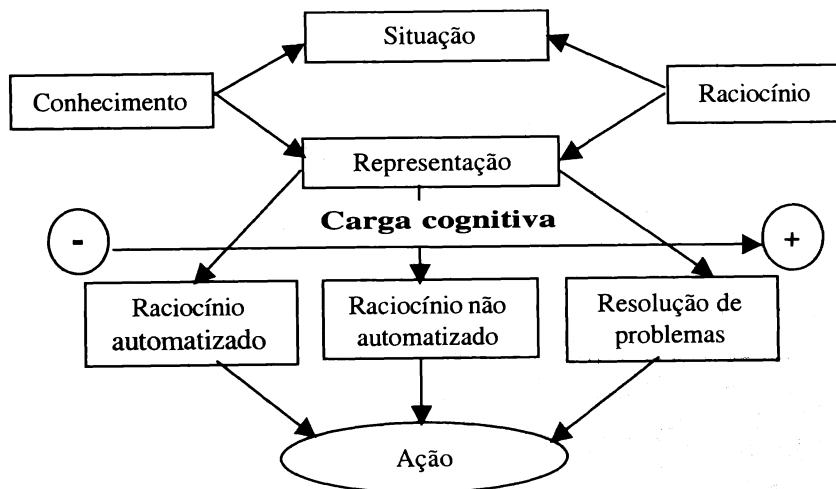 Situação
Conhecimento
Raciocínio
Representação
Carga cognitiva
-
+
Raciocínio
automatizado
Raciocínio não
automatizado
Resolução de
problemas
Ação